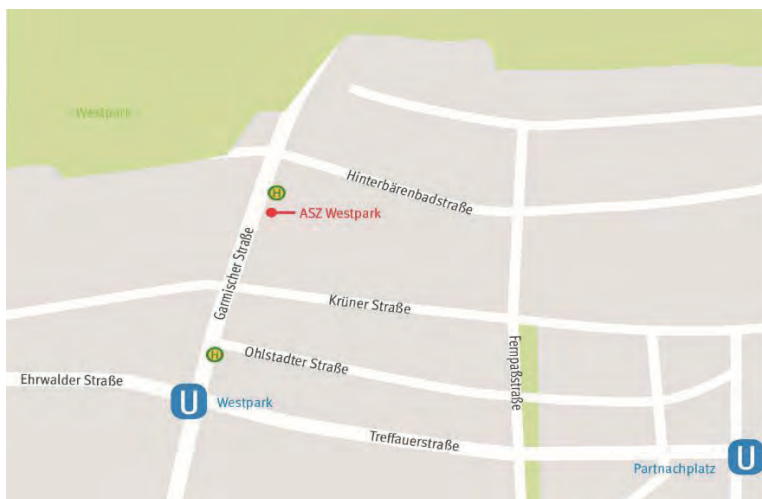 Westpark
Hinterbärenbadstraße
H
ASZ Westpark
Garmischer Straße
Krüner Straße
Fernpaßstraße
H
Ohlstadter Straße
Ehrwalder Straße
U
Westpark
Treffauerstraße
U
Partnachplatz